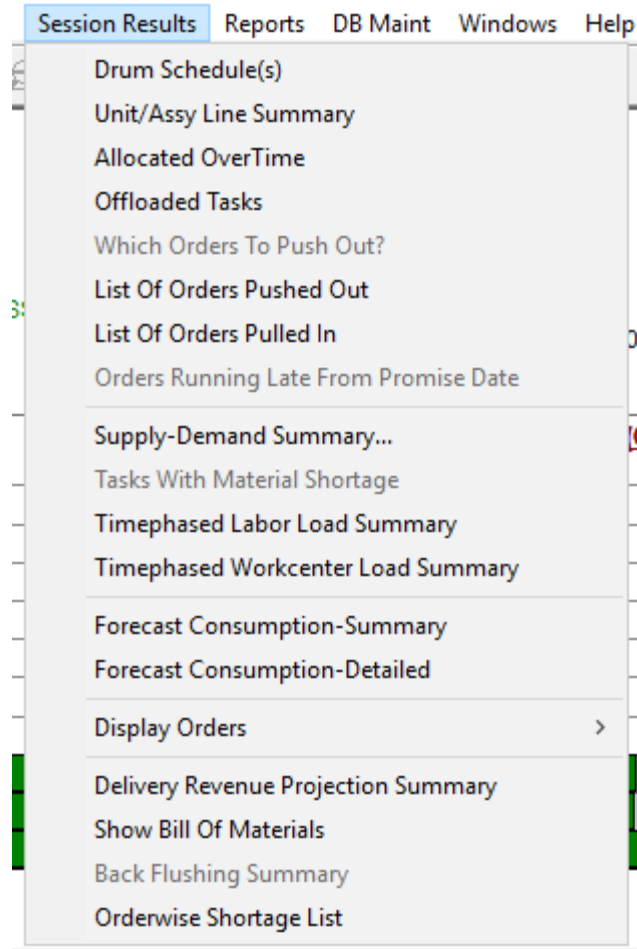 Session Results Reports DB Maint Windows Help
Drum Schedule(s)
Unit/Assy Line Summary
Allocated OverTime
Offloaded Tasks
Which Orders To Push Out?
List Of Orders Pushed Out
List Of Orders Pulled In
Orders Running Late From Promise Date
Supply-Demand Summary...
Tasks With Material Shortage
Timephased Labor Load Summary
Timephased Workcenter Load Summary
Forecast Consumption-Summary
Forecast Consumption-Detailed
Display Orders
Delivery Revenue Projection Summary
Show Bill Of Materials
Back Flushing Summary
Orderwise Shortage List